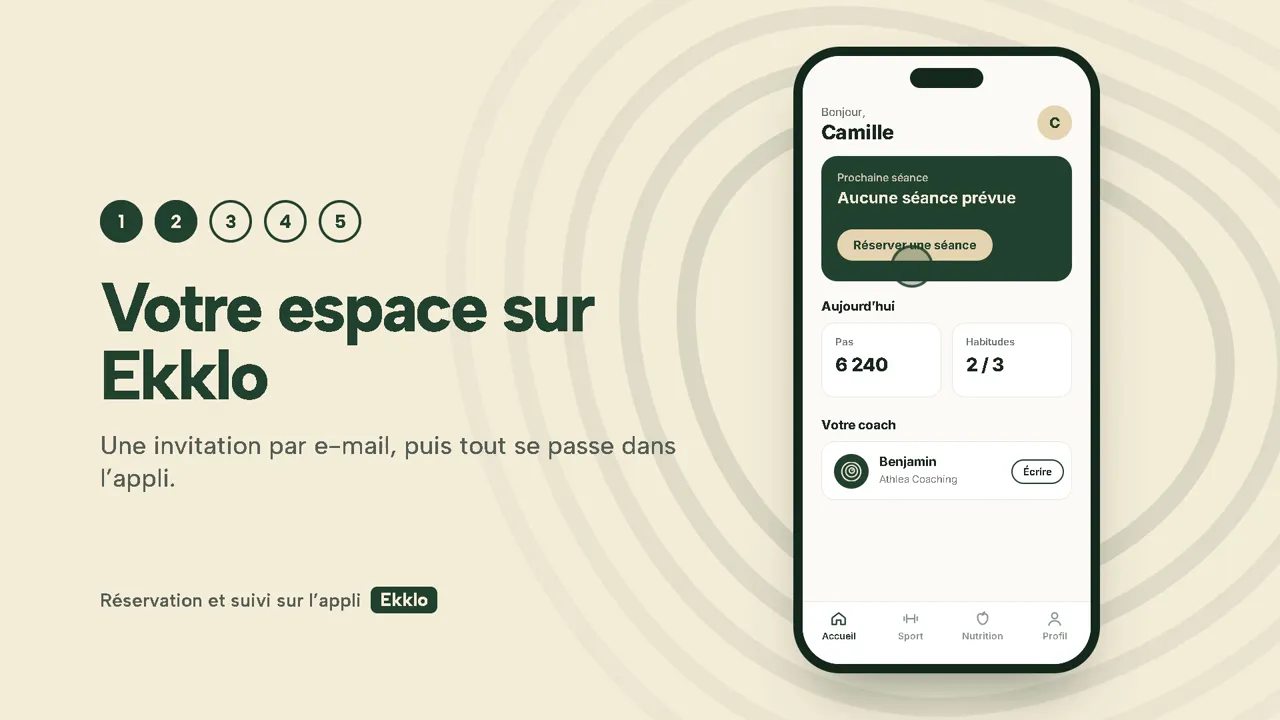 1 2 3 4 5
Votre espace sur
Ekklo
Une invitation par e-mail, puis tout se passe dans
l’appli.
Réservation et suivi sur l’appli Ekklo
Bonjour,
Camille
C
Prochaine séance
Aucune séance prévue
Réserver une séance
Aujourd’hui
Pas
6 240
Habitudes
2 / 3
Votre coach
Benjamin
Athlea Coaching
Écrire
Accueil
Sport
Nutrition
Profil